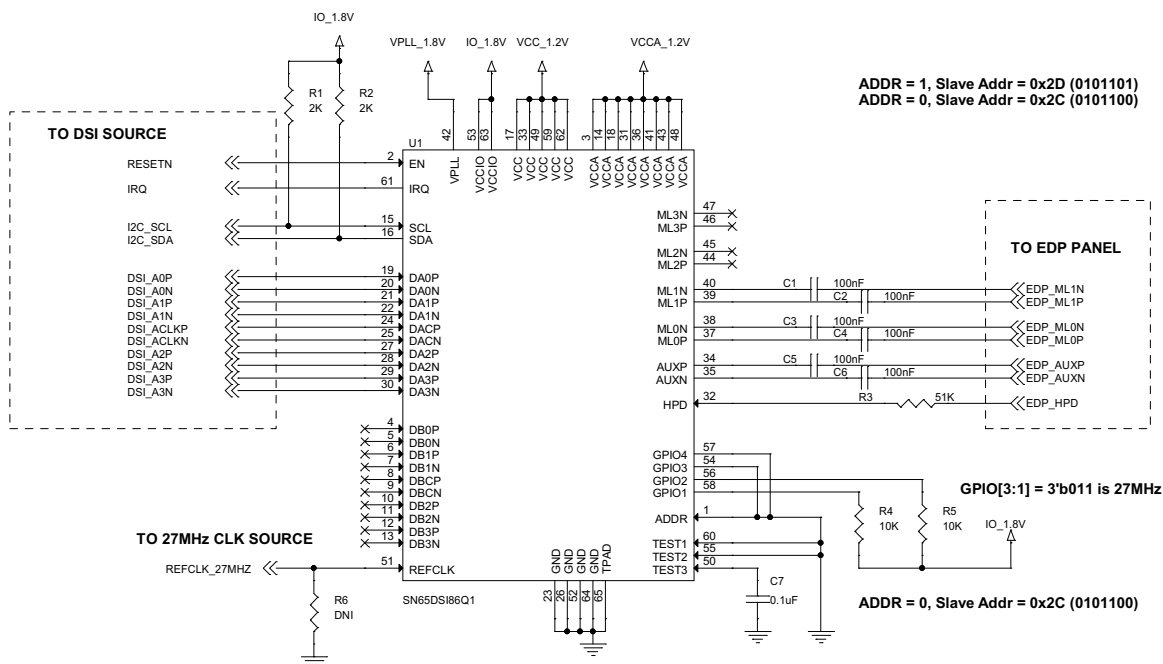 IO_1.8V
VPLL_1.8V IO_1.8V VCC_1.2V VCCA_1.2V
ADDR = 1, Slave Addr = 0x2D (0101101)
ADDR = 0, Slave Addr = 0x2C (0101100)
R1 2K
R2 2K
TO DSI SOURCE
U1
42 53 63 17 33 49 59 62 3 14 18 31 36 41 43 48
VPLL VCCIO VCCIO VCC VCC VCC VCC VCC VCCA VCCA VCCA VCCA VCCA VCCA VCCA VCCA
RESETN 2 EN
IRQ 61 IRQ
I2C_SCL 15 SCL
I2C_SDA 16 SDA
DSI_A0P 19 DA0P
DSI_A0N 20 DA0N
DSI_A1P 21 DA1P
DSI_A1N 22 DA1N
DSI_ACLKP 24 DACP
DSI_ACLKN 25 DACN
DSI_A2P 27 DA2P
DSI_A2N 28 DA2N
DSI_A3P 29 DA3P
DSI_A3N 30 DA3N
4 DB0P
5 DB0N
6 DB1P
7 DB1N
8 DBCP
9 DBCN
10 DB2P
11 DB2N
12 DB3P
13 DB3N
TO 27MHz CLK SOURCE
REFCLK_27MHZ 51 REFCLK
R6
DNI
SN65DSI86Q1
GND GND GND GND TPAD
23 26 52 64 65
ML3N 47
ML3P 46
ML2N 45
ML2P 44
TO EDP PANEL
ML1N 40 C1 100nF EDP_ML1N
ML1P 39 C2 100nF EDP_ML1P
ML0N 38 C3 100nF EDP_ML0N
ML0P 37 C4 100nF EDP_ML0P
AUXP 34 C5 100nF EDP_AUXP
AUXN 35 C6 100nF EDP_AUXN
HPD 32 R3 51K EDP_HPD
GPIO4 57
GPIO3 54
GPIO2 56
GPIO1 58
GPIO[3:1] = 3'b011 is 27MHz
R4
10K
R5
10K
IO_1.8V
ADDR 1
TEST1 60
TEST2 55
TEST3 50
C7
0.1uF
ADDR = 0, Slave Addr = 0x2C (0101100)